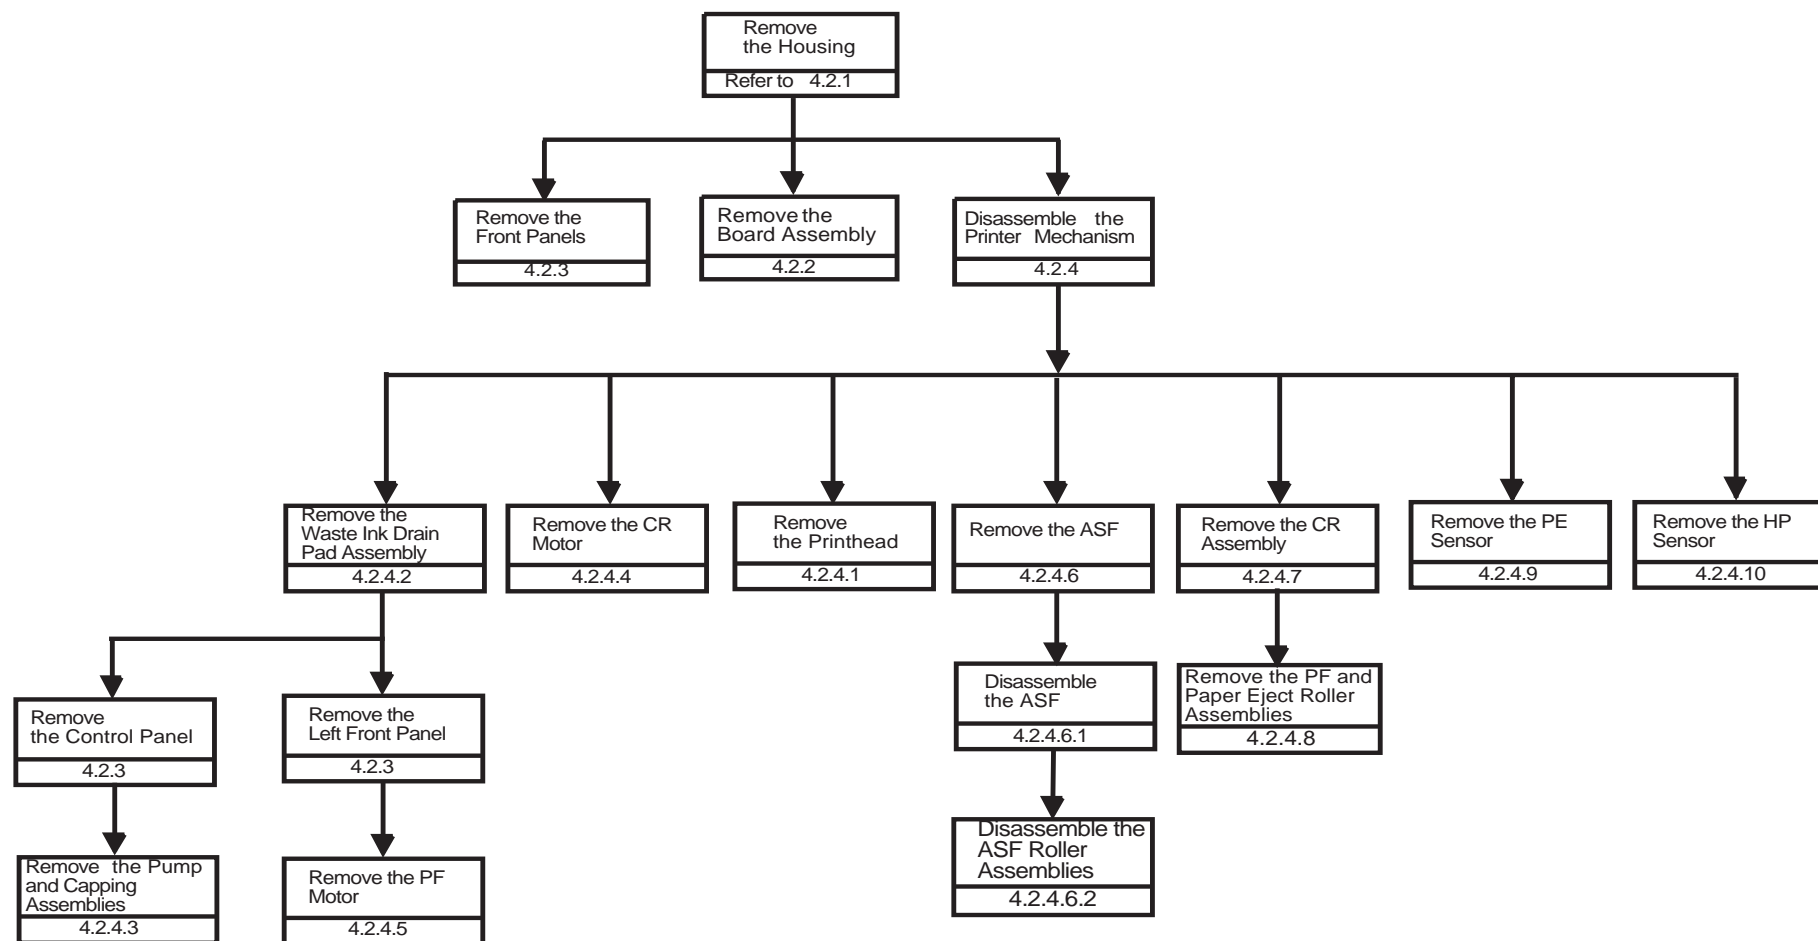 Remove
the Housing
Refer to 4.2.1
Remove the
Front Panels
4.2.3
Remove the
Board Assembly
4.2.2
Disassemble the
Printer Mechanism
4.2.4
Remove the
Waste Ink Drain
Pad Assembly
4.2.4.2
Remove the CR
Motor
4.2.4.4
Remove
the Printhead
4.2.4.1
Remove the ASF
4.2.4.6
Remove the CR
Assembly
4.2.4.7
Remove the PE
Sensor
4.2.4.9
Remove the HP
Sensor
4.2.4.10
Remove
the Control Panel
4.2.3
Remove the
Left Front Panel
4.2.3
Disassemble
the ASF
4.2.4.6.1
Remove the PF and
Paper Eject Roller
Assemblies
4.2.4.8
Remove the Pump
and Capping
Assemblies
4.2.4.3
Remove the PF
Motor
4.2.4.5
Disassemble the
ASF Roller
Assemblies
4.2.4.6.2